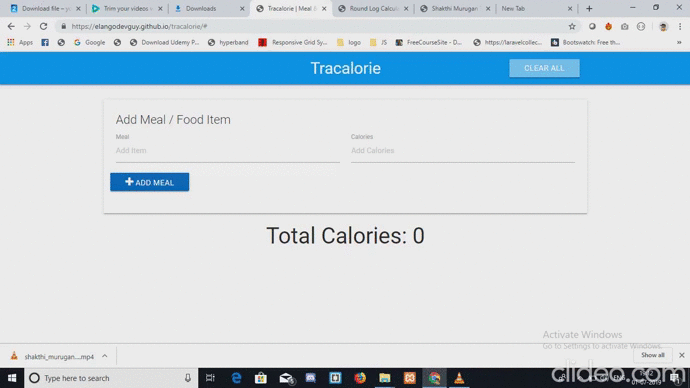 Download file – yo
Trim your videos w
Downloads
Tracalorie | Meal &
Round Log Calcula
Shakthi Murugan
New Tab
https://elangodevguy.github.io/tracalorie/#
Apps
Google
Download Udemy P...
hyperband
Responsive Grid Sy...
logo
JS
FreeCourseSite - D...
https://laravelcollec...
Bootswatch: Free th...
Tracalorie
CLEAR ALL
Add Meal / Food Item
Meal
Calories
Add Item
Add Calories
ADD MEAL
Total Calories: 0
Activate Windows
Go to Settings to activate Windows.
shakthi_murugan....mp4
Show all
Type here to search
01-07-2019
clideo.com